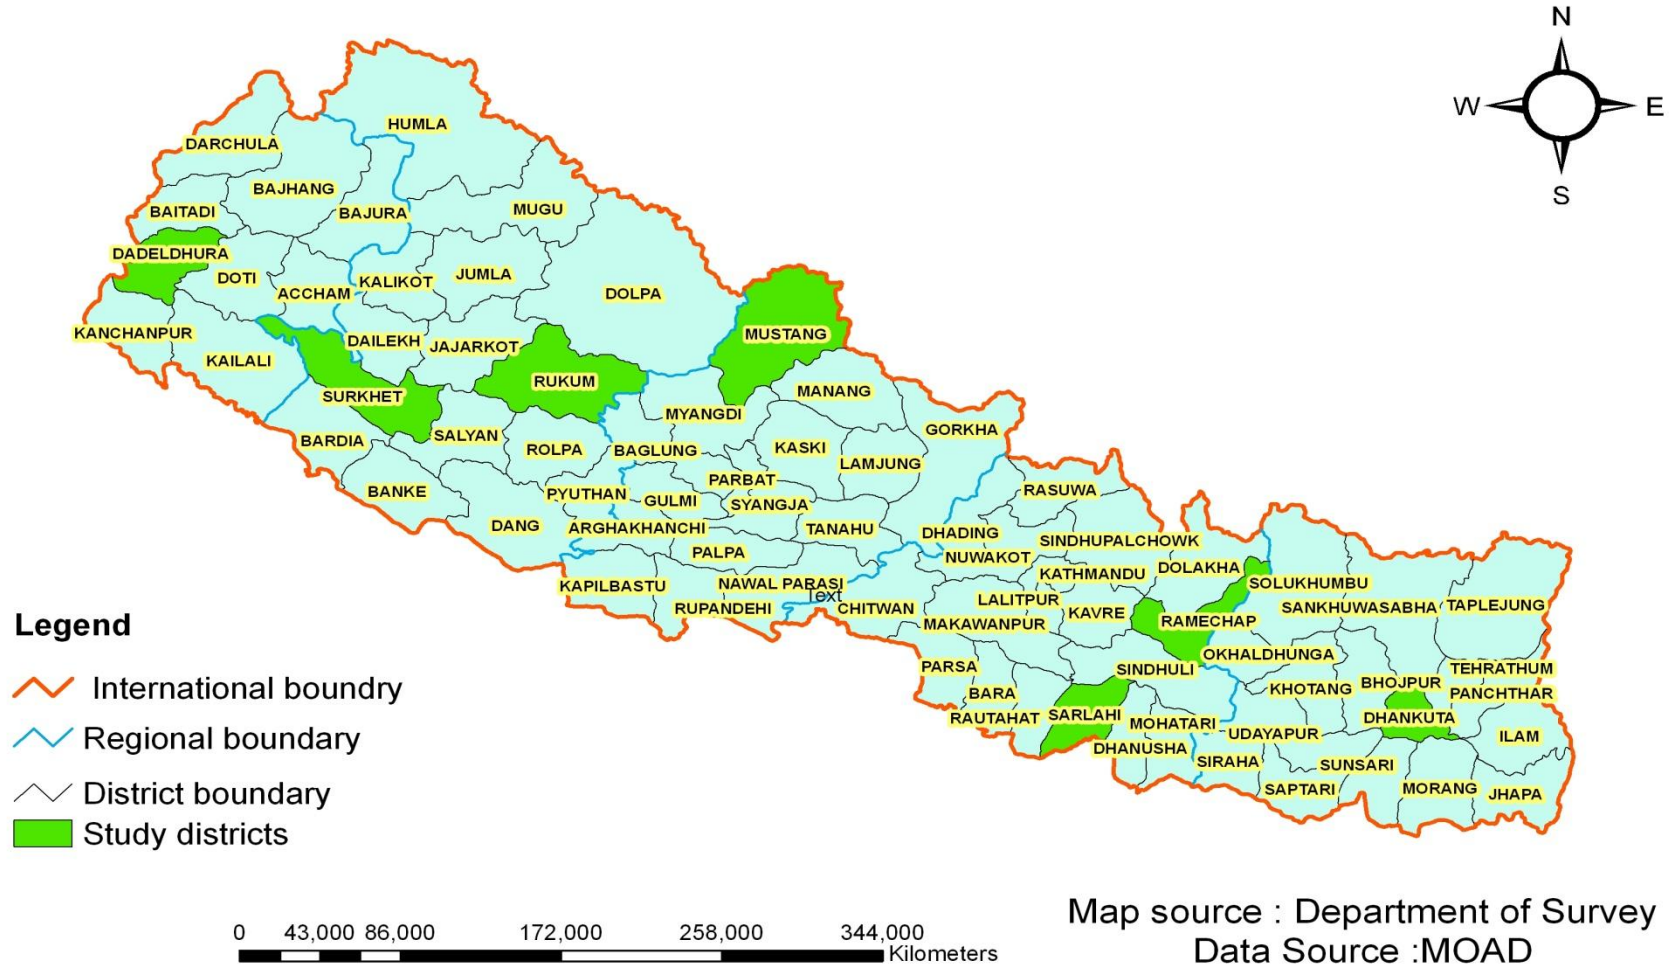 N
W E
S
HUMLA
DARCHULA
BAJHANG
BAITADI
BAJURA
MUGU
DADELDHURA
DOTI
ACCHAM
KALIKOT
JUMLA
DOLPA
KANCHANPUR
KAILALI
DAILEKH
JAJARKOT
MUSTANG
RUKUM
SURKHET
MANANG
MYANGDI
GORKHA
BARDIA
SALYAN
ROLPA
BAGLUNG
KASKI
LAMJUNG
BANKE
PYUTHAN
PARBAT
GULMI
SYANGJA
RASUWA
DANG
ARGHAKHANCHI
TANAHU
DHADING
SINDHUPALCHOWK
PALPA
NUWAKOT
KATHMANDU
DOLAKHA
KAPILBASTU
NAWAL PARASI
Text
RUPANDEHI
CHITWAN
LALITPUR
KAVRE
SOLUKHUMBU
SANKHUWASABHA
TAPLEJUNG
MAKAWANPUR
RAMECHAP
PARSA
SINDHULI
OKHALDHUNGA
TEHRATHUM
BARA
KHOTANG
BHOJPUR
PANCHTHAR
RAUTAHAT
SARLAHI
MOHATARI
DHANKUTA
UDAYAPUR
ILAM
DHANUSHA
SIRAHA
SUNSARI
SAPTARI
MORANG
JHAPA
Legend
International boundry
Regional boundary
District boundary
Study districts
0 43,000 86,000 172,000 258,000 344,000
Kilometers
Map source : Department of Survey
Data Source :MOAD